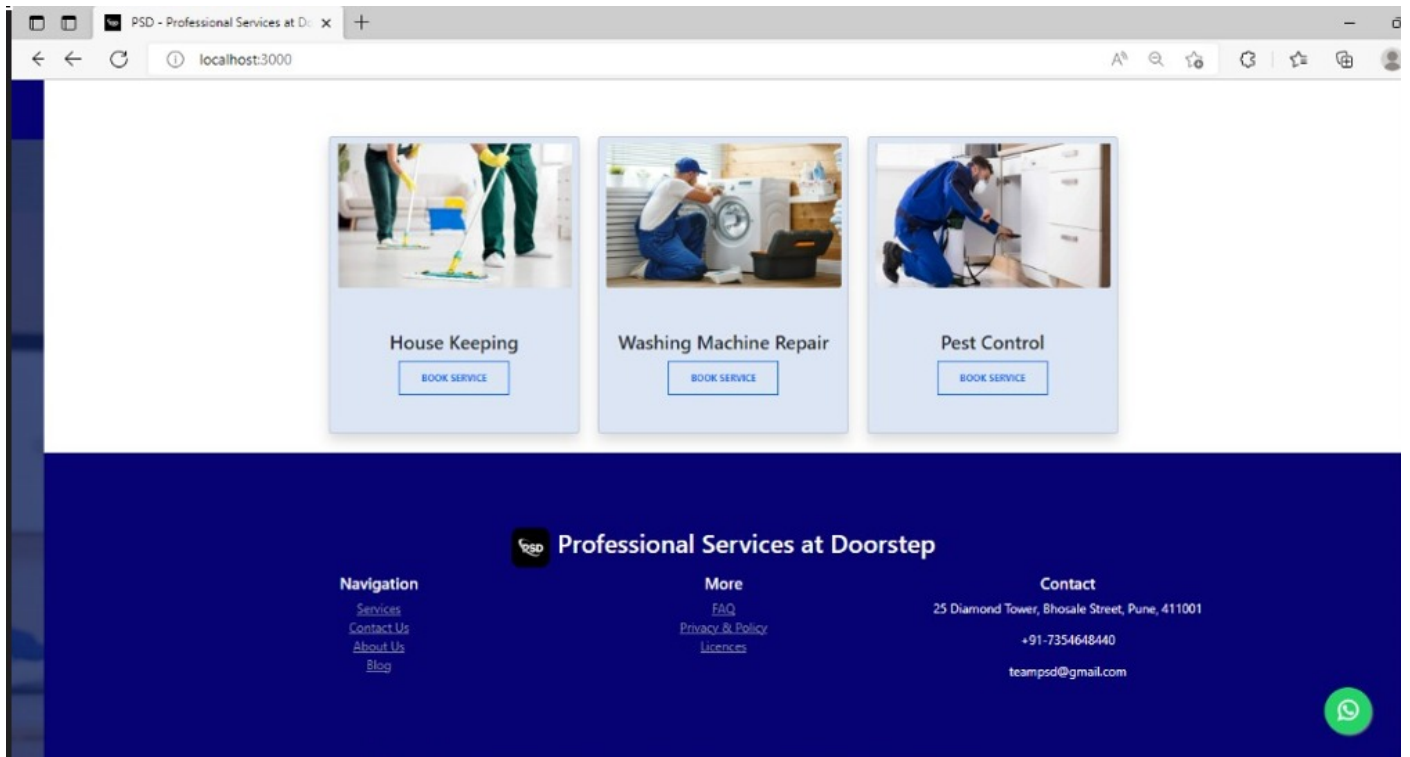 PSD - Professional Services at Do
localhost:3000
House Keeping Washing Machine Repair Pest Control
BOOK SERVICE BOOK SERVICE BOOK SERVICE
PSD Professional Services at Doorstep
Navigation More Contact
Services FAQ 25 Diamond Tower, Bhosale Street, Pune, 411001
Contact Us Privacy & Policy
+91-7354648440
About Us Licences
Blog
teampsd@gmail.com